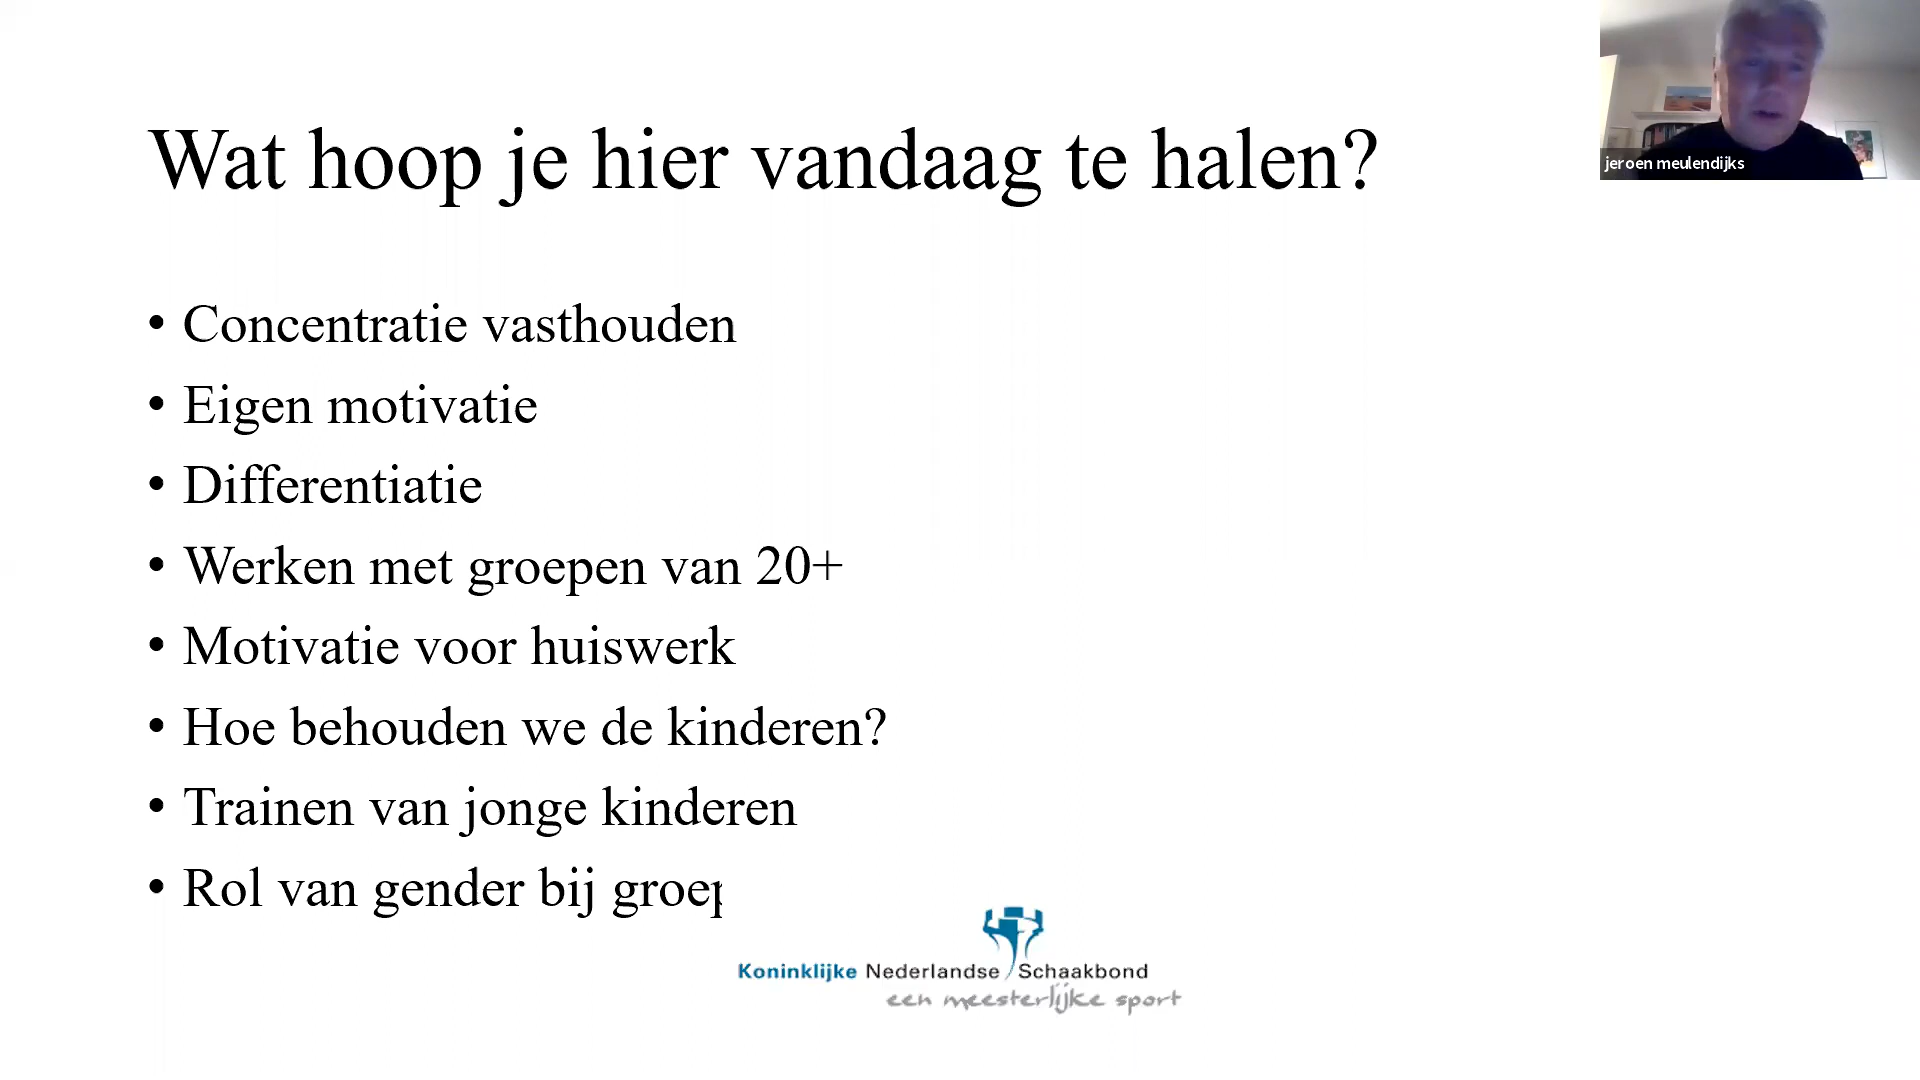 Wat hoop je hier vandaag te halen?
jeroen meulendijks
• Concentratie vasthouden
• Eigen motivatie
• Differentiatie
• Werken met groepen van 20+
• Motivatie voor huiswerk
• Hoe behouden we de kinderen?
• Trainen van jonge kinderen
• Rol van gender bij groep
Koninklijke Nederlandse Schaakbond
een meesterlijke sport